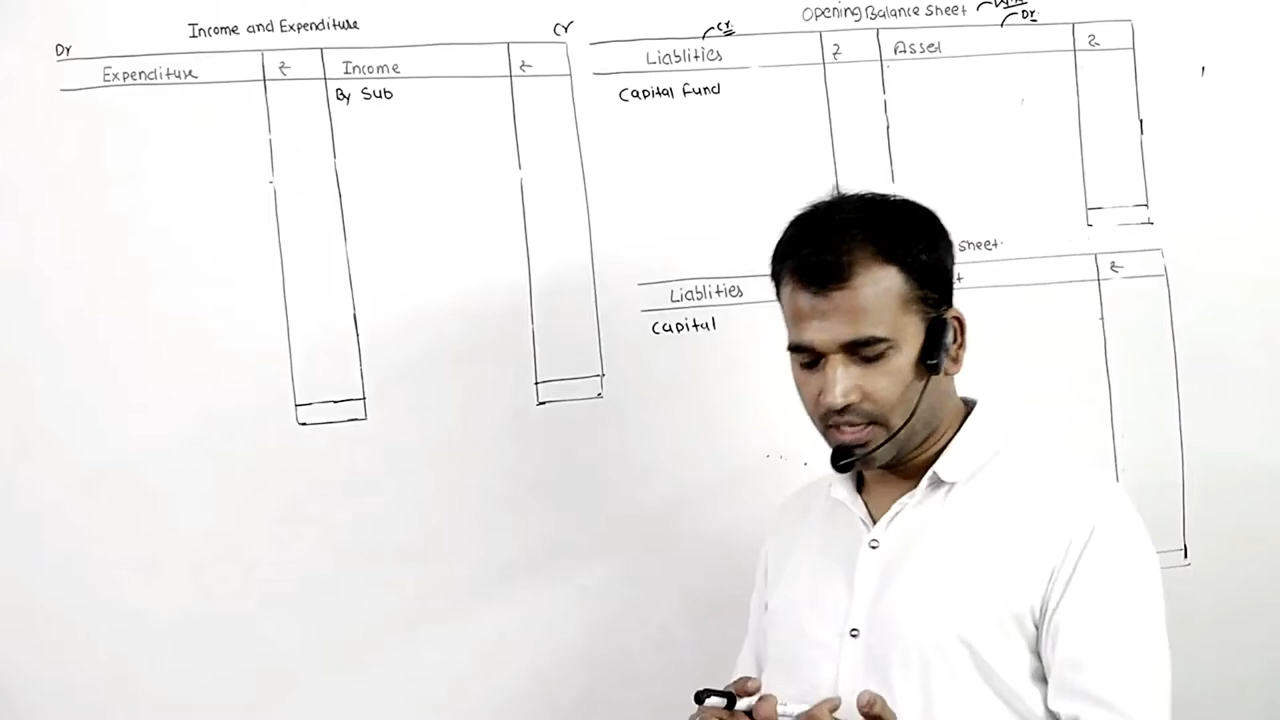 Income and Expenditure
Dr
Cr
Expenditure ₹ Income ₹
By Sub
Opening Balance Sheet
Cr.
Dr.
Liablities ₹ Asset ₹
Capital Fund
Sheet.
Liablities
₹
Capital